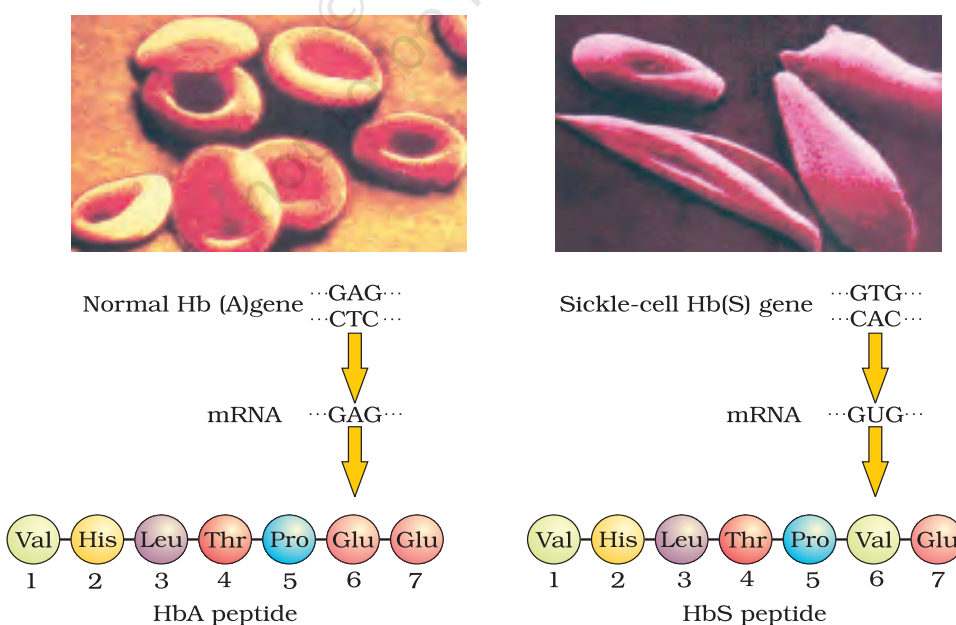 Normal Hb (A)gene ···GAG···
···CTC···
mRNA ···GAG···
Val His Leu Thr Pro Glu Glu
1 2 3 4 5 6 7
HbA peptide
Sickle-cell Hb(S) gene ···GTG···
···CAC···
mRNA ···GUG···
Val His Leu Thr Pro Val Glu
1 2 3 4 5 6 7
HbS peptide